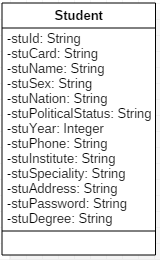 Student
-stuId: String
-stuCard: String
-stuName: String
-stuSex: String
-stuNation: String
-stuPoliticalStatus: String
-stuYear: Integer
-stuPhone: String
-stuInstitute: String
-stuSpeciality: String
-stuAddress: String
-stuPassword: String
-stuDegree: String